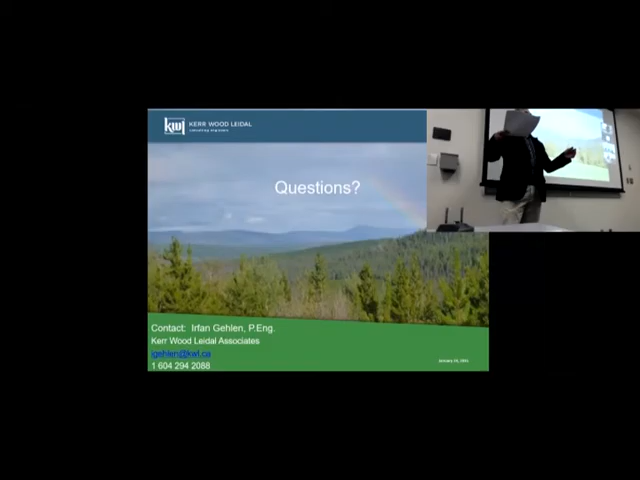 kwl KERR WOOD LEIDAL
consulting engineers
Questions?
Contact: Irfan Gehlen, P.Eng.
Kerr Wood Leidal Associates
igehlen@kwl.ca
1 604 294 2088